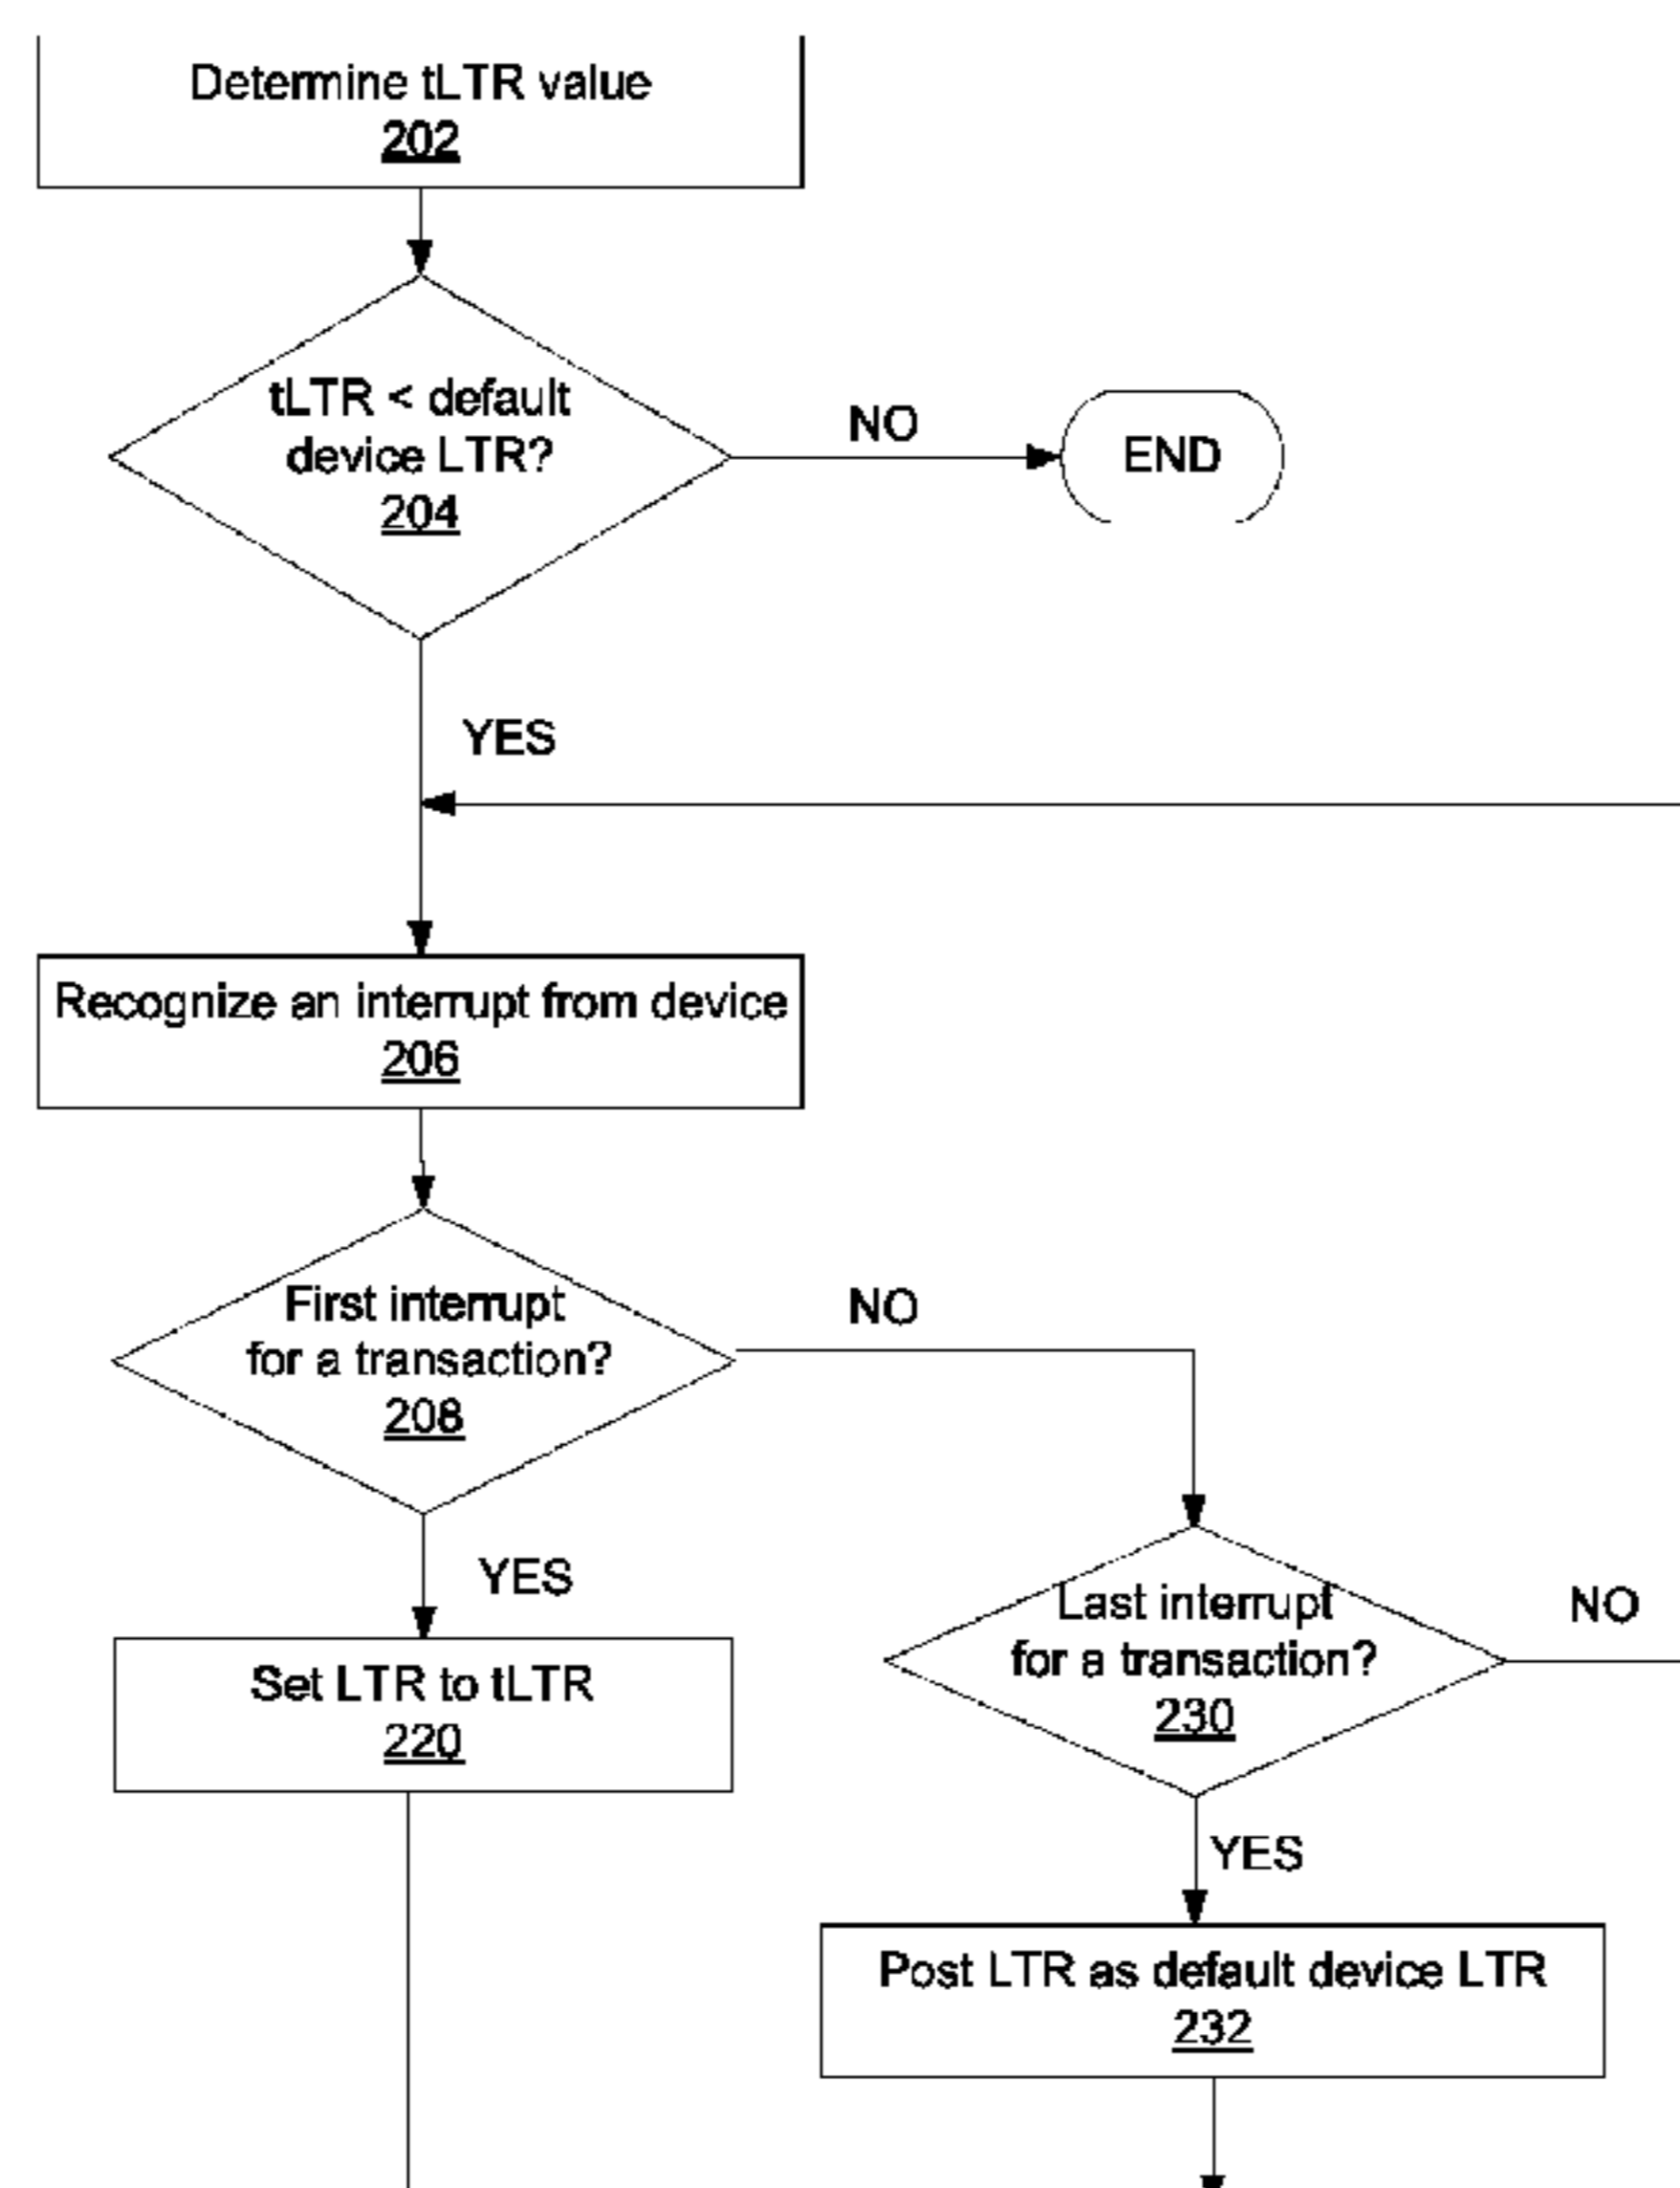 Determine tLTR value
202
tLTR < default
device LTR?
204
NO
END
YES
Recognize an interrupt from device
206
First interrupt
for a transaction?
208
NO
YES
Set LTR to tLTR
220
Last interrupt
for a transaction?
230
NO
YES
Post LTR as default device LTR
232